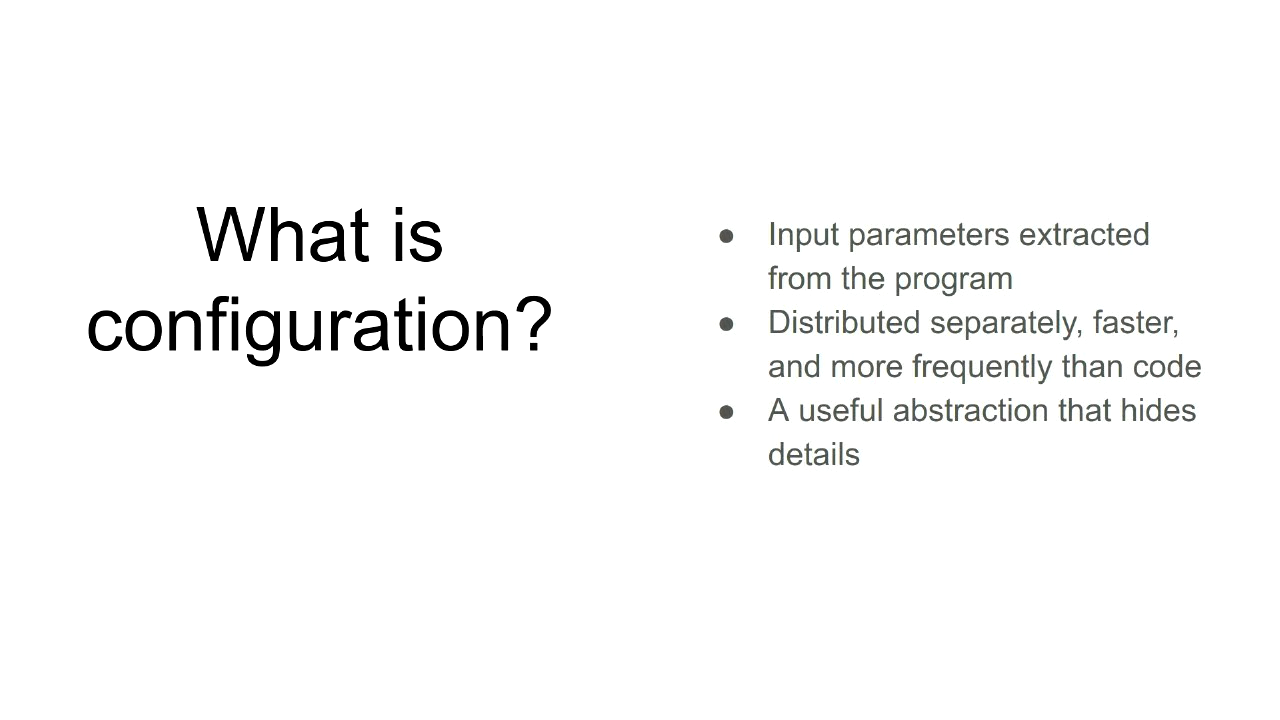 What is
configuration?
● Input parameters extracted
from the program
● Distributed separately, faster,
and more frequently than code
● A useful abstraction that hides
details